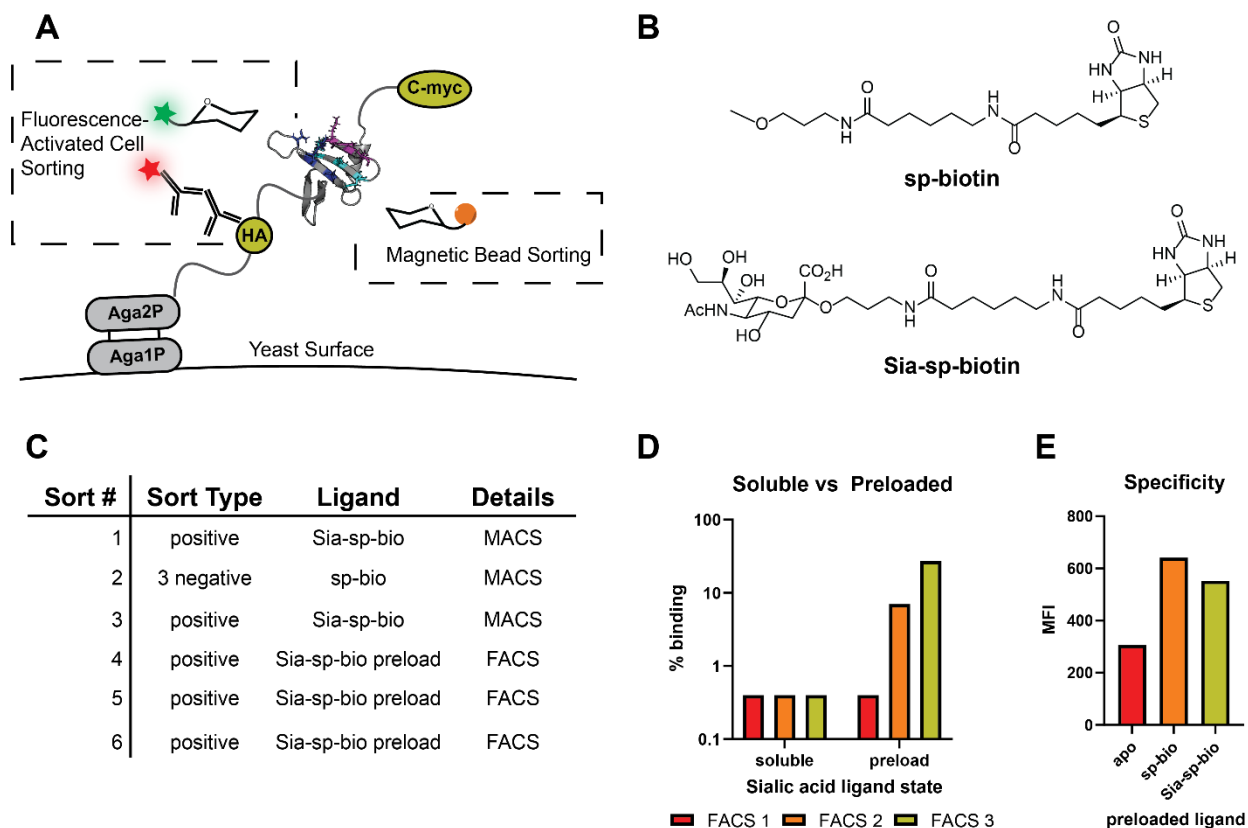 A
Fluorescence-
Activated Cell
Sorting
C-myc
HA
Magnetic Bead Sorting
Aga2P
Aga1P
Yeast Surface
O
O
B
O
O
N
H
H
N
O
O
HN
NH
H
H
S
sp-biotin
HO
OH
OH
CO₂H
AcHN
HO
O
O
N
H
O
H
N
O
O
HN
NH
H
H
S
Sia-sp-biotin
C
Sort # Sort Type Ligand Details
1 positive Sia-sp-bio MACS
2 3 negative sp-bio MACS
3 positive Sia-sp-bio MACS
4 positive Sia-sp-bio preload FACS
5 positive Sia-sp-bio preload FACS
6 positive Sia-sp-bio preload FACS
D
Soluble vs Preloaded
% binding
100
10
1
0.1
soluble preload
Sialic acid ligand state
FACS 1 FACS 2 FACS 3
E
Specificity
MFI
800
600
400
200
0
apo
sp-bio
Sia-sp-bio
preloaded ligand